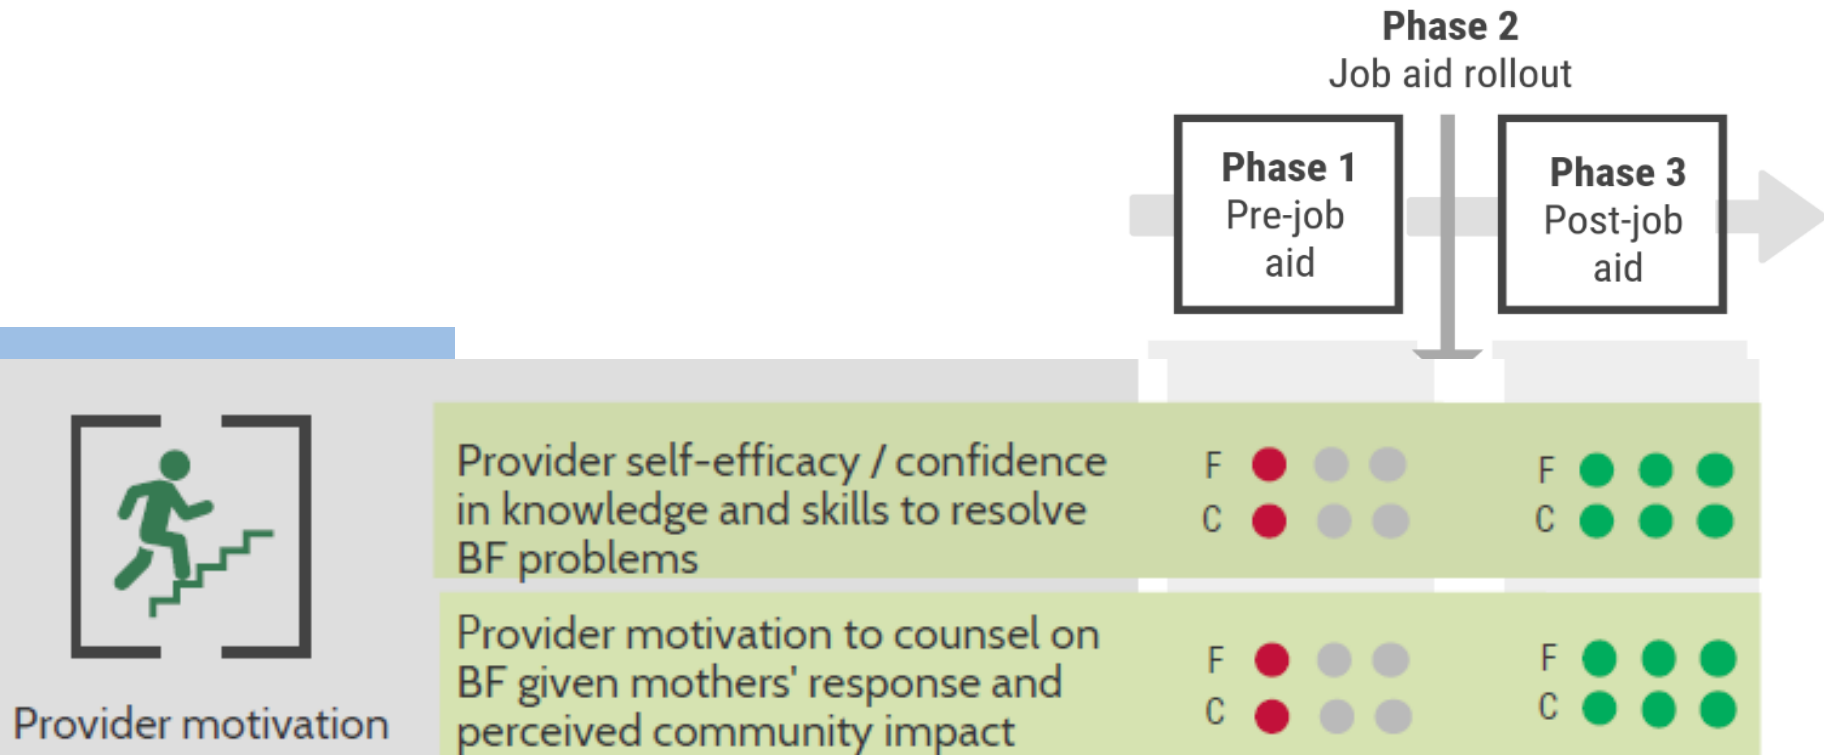 Phase 2
Job aid rollout
Phase 1
Pre-job
aid
Phase 3
Post-job
aid
Provider motivation
Provider self-efficacy / confidence
in knowledge and skills to resolve
BF problems
F
C
F
C
Provider motivation to counsel on
BF given mothers' response and
perceived community impact
F
C
F
C